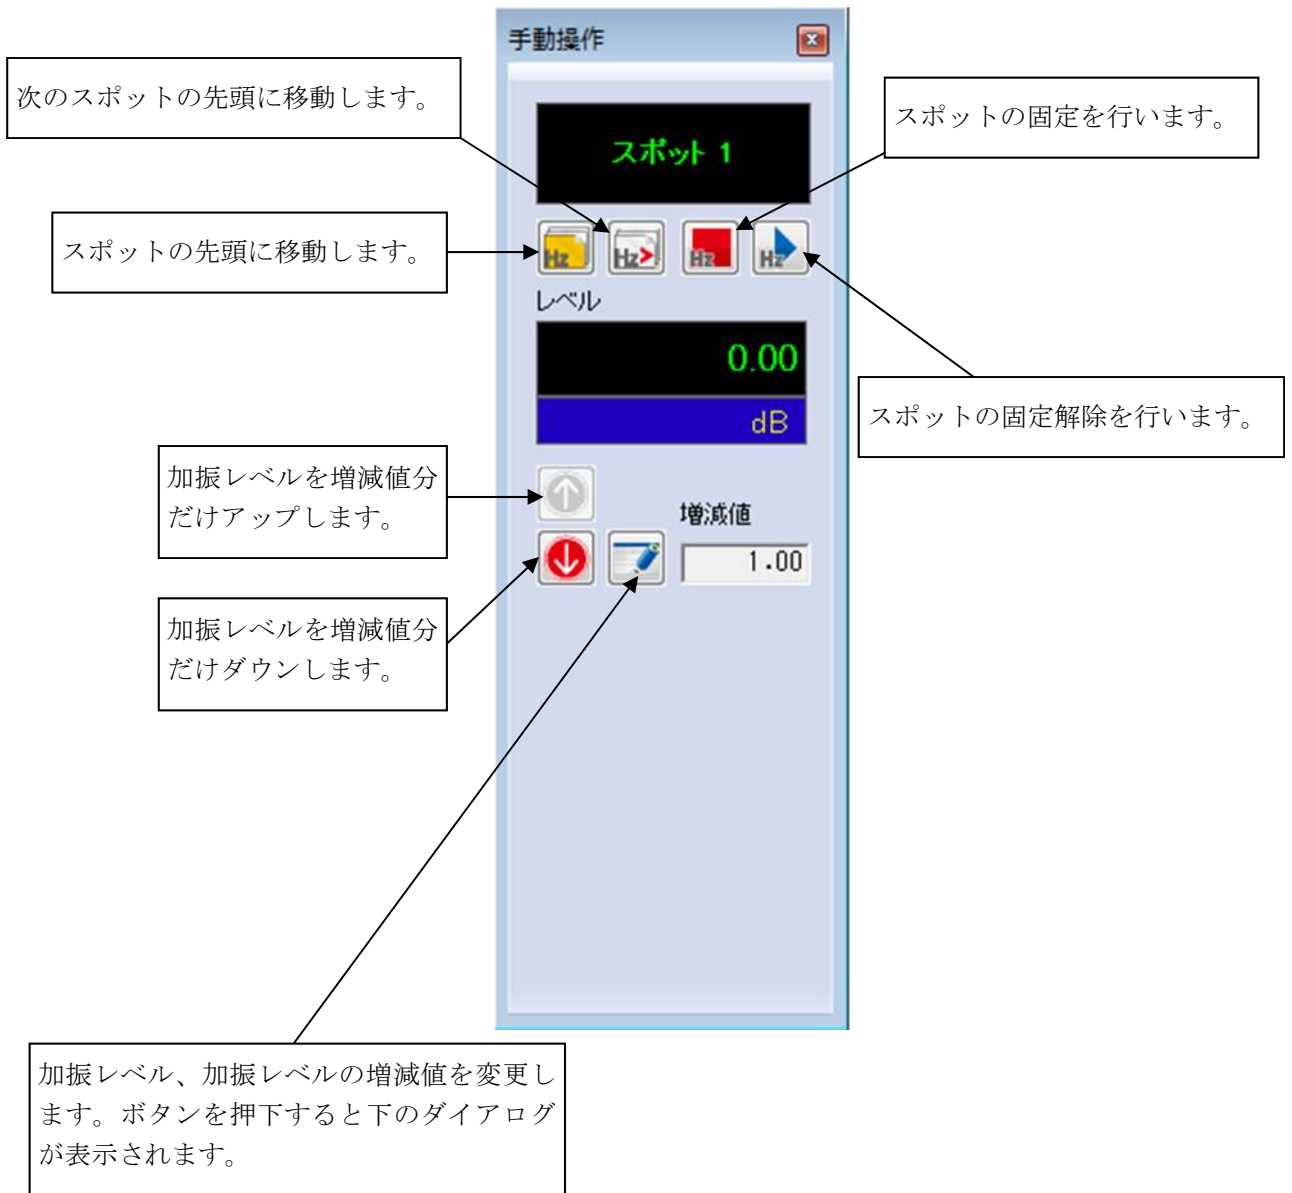 手動操作
次のスポットの先頭に移動します。
スポットの固定を行います。
スポット 1
スポットの先頭に移動します。
Hz
Hz>
Hz
Hz
レベル
0.00
dB
スポットの固定解除を行います。
加振レベルを増減値分
だけアップします。
増減値
1.00
加振レベルを増減値分
だけダウンします。
加振レベル、加振レベルの増減値を変更し
ます。ボタンを押下すると下のダイアログ
が表示されます。